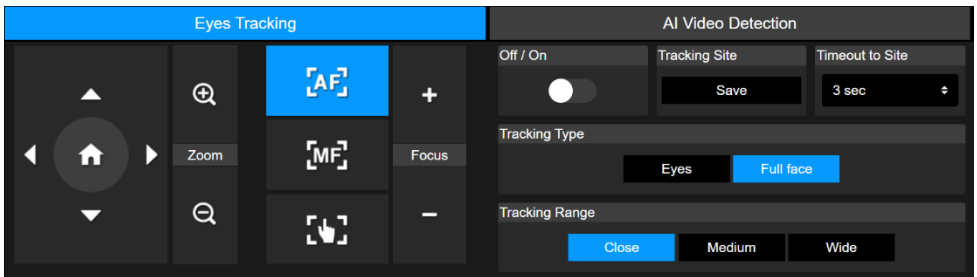 Eyes Tracking
AI Video Detection
AF
MF
Zoom
+
Focus
−
Off / On
Tracking Site
Timeout to Site
Save
3 sec
Tracking Type
Eyes
Full face
Tracking Range
Close
Medium
Wide